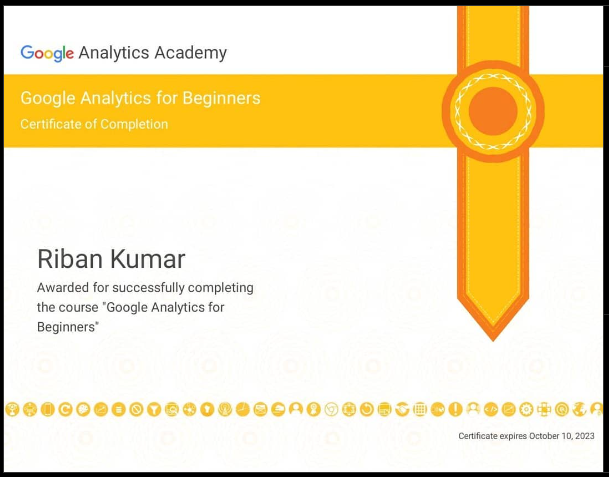 Google Analytics Academy
Google Analytics for Beginners
Certificate of Completion
Riban Kumar
Awarded for successfully completing
the course "Google Analytics for
Beginners"
Certificate expires October 10, 2023